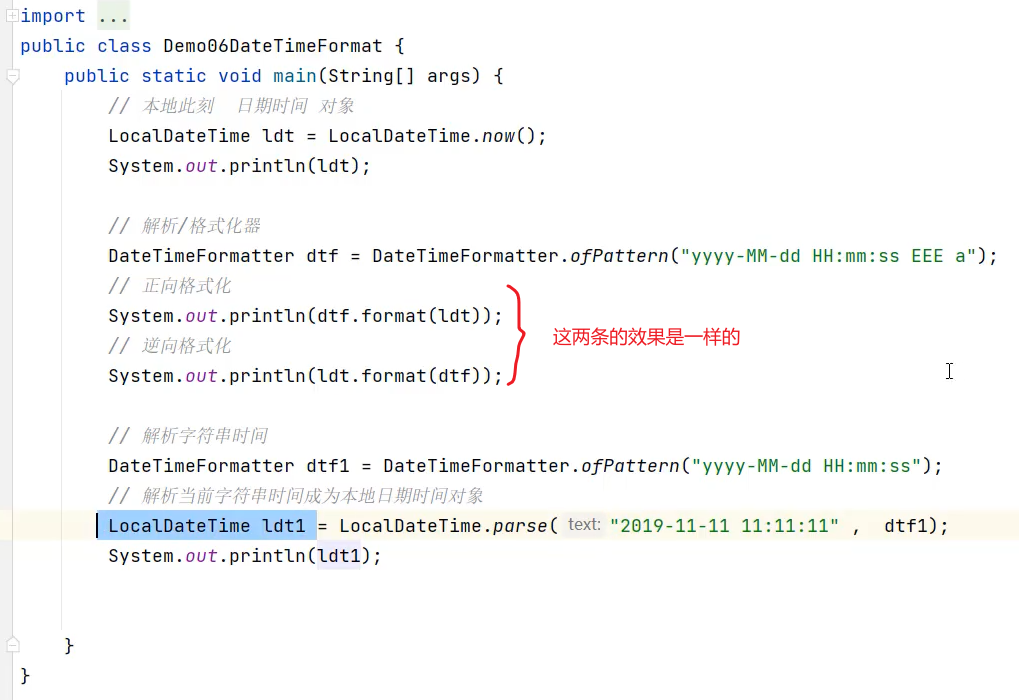 import ...
public class Demo06DateTimeFormat {
public static void main(String[] args) {
// 本地此刻  日期时间 对象
LocalDateTime ldt = LocalDateTime.now();
System.out.println(ldt);
// 解析/格式化器
DateTimeFormatter dtf = DateTimeFormatter.ofPattern("yyyy-MM-dd HH:mm:ss EEE a");
// 正向格式化
System.out.println(dtf.format(ldt));
这两条的效果是一样的
// 逆向格式化
System.out.println(ldt.format(dtf));
// 解析字符串时间
DateTimeFormatter dtf1 = DateTimeFormatter.ofPattern("yyyy-MM-dd HH:mm:ss");
// 解析当前字符串时间成为本地日期时间对象
LocalDateTime ldt1 = LocalDateTime.parse( text: "2019-11-11 11:11:11" ,  dtf1);
System.out.println(ldt1);
}
}